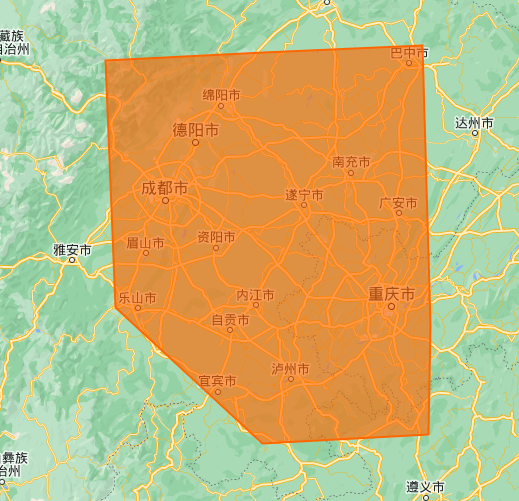 藏族
自治州
巴中市
绵阳市
达州市
德阳市
南充市
成都市
遂宁市
广安市
资阳市
眉山市
雅安市
重庆市
内江市
乐山市
自贡市
泸州市
宜宾市
彝族
治州
遵义市